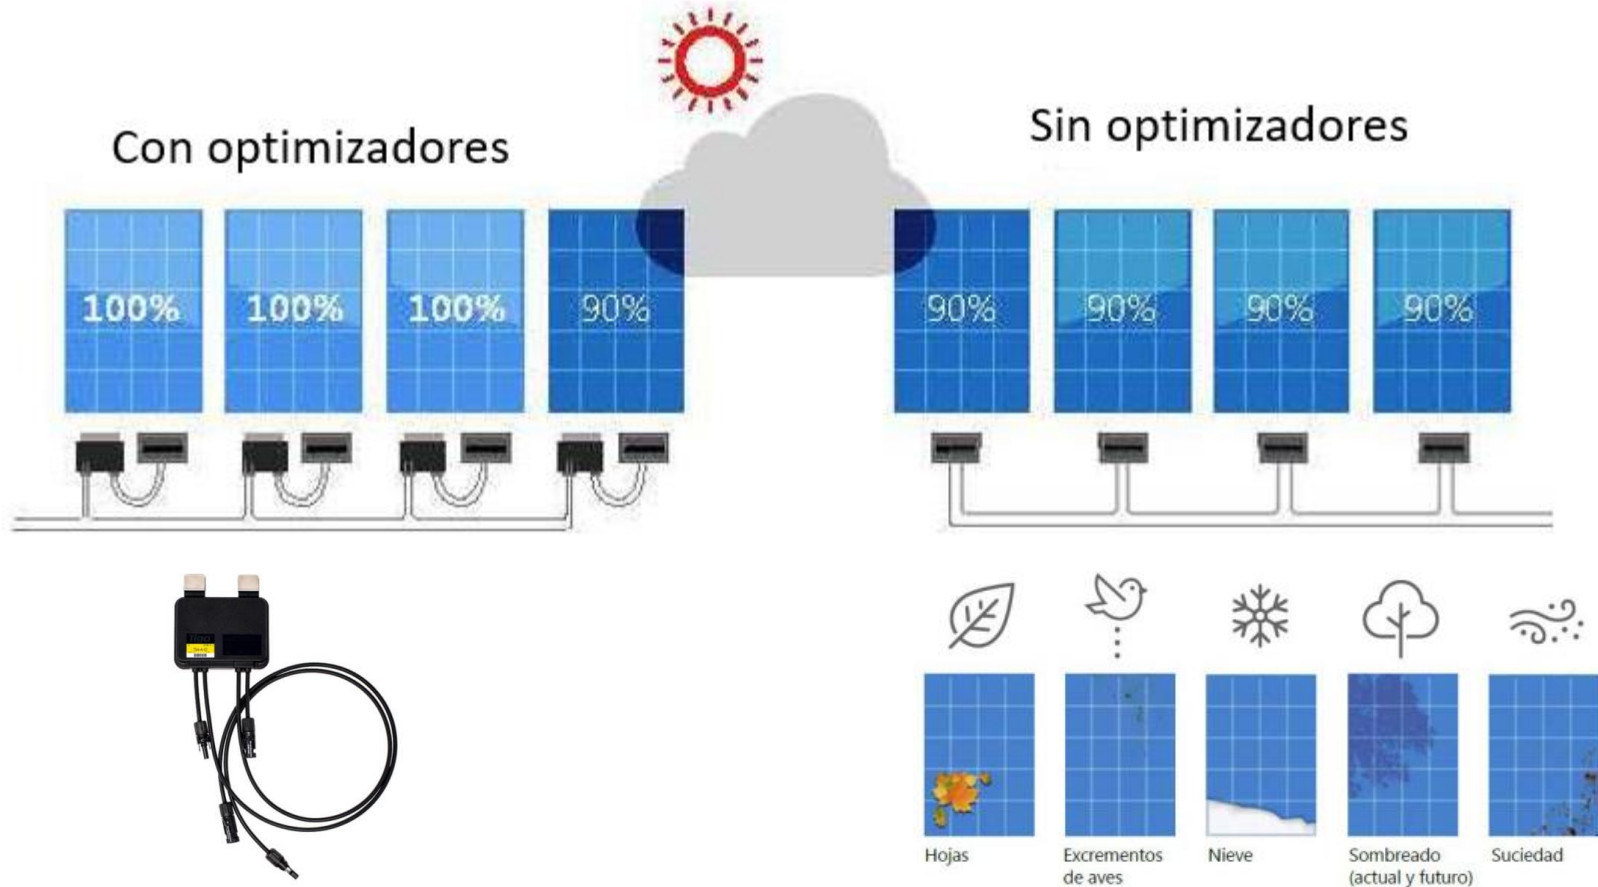 Con optimizadores
Sin optimizadores
100%
100%
100%
90%
90%
90%
90%
90%
Hojas
Excrementos
de aves
Nieve
Sombreado
(actual y futuro)
Suciedad